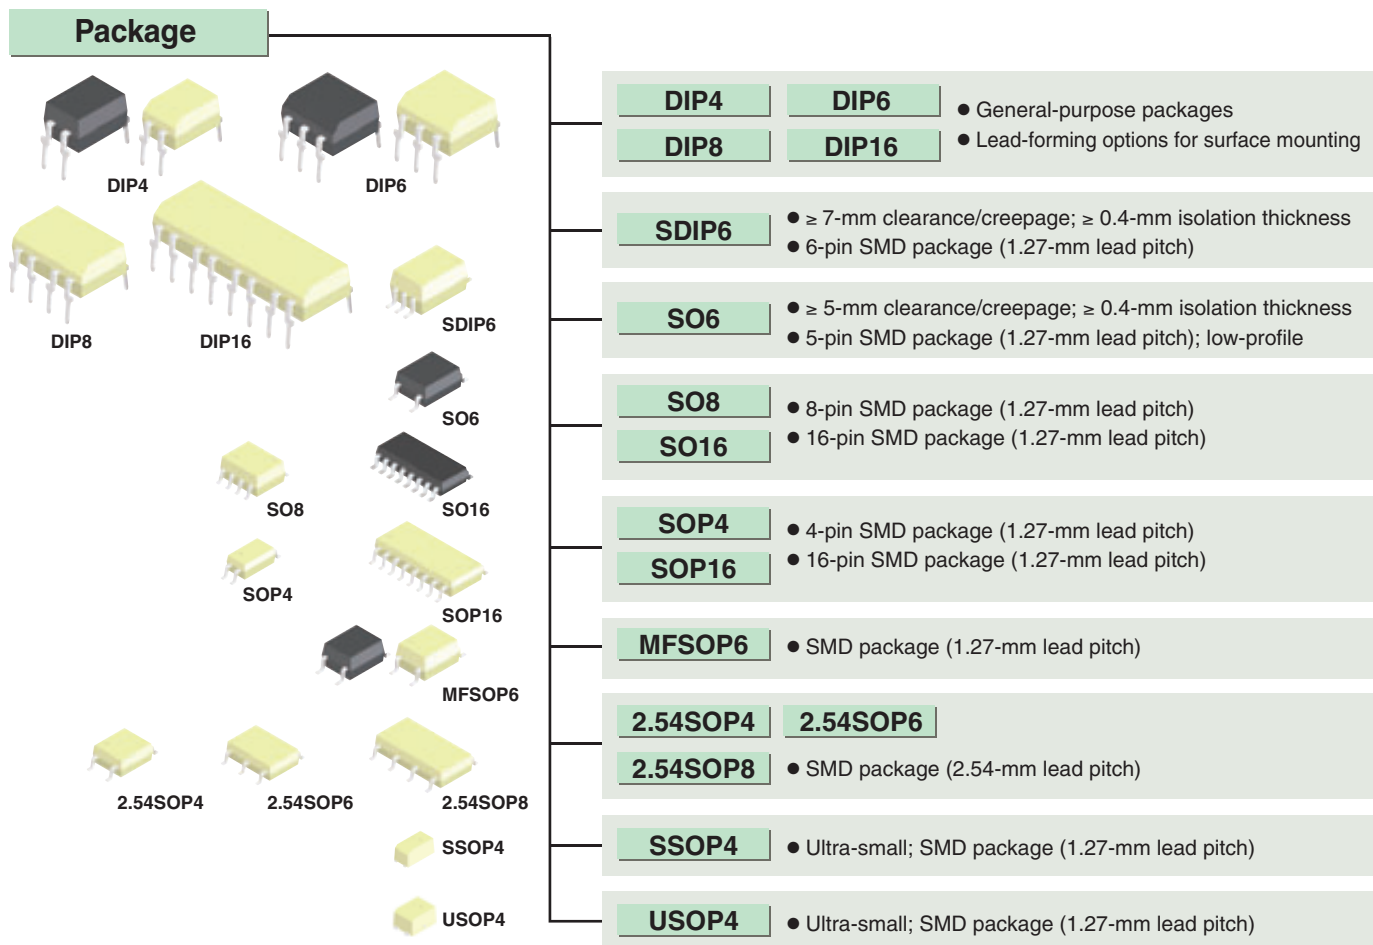 Package
DIP4
DIP6
DIP8
DIP16
SDIP6
SO6
SO8
SO16
SOP4
SOP16
MFSOP6
2.54SOP4
2.54SOP6
2.54SOP8
SSOP4
USOP4
DIP4 DIP6
DIP8 DIP16
● General-purpose packages
● Lead-forming options for surface mounting
SDIP6
● ≥ 7-mm clearance/creepage; ≥ 0.4-mm isolation thickness
● 6-pin SMD package (1.27-mm lead pitch)
SO6
● ≥ 5-mm clearance/creepage; ≥ 0.4-mm isolation thickness
● 5-pin SMD package (1.27-mm lead pitch); low-profile
SO8
SO16
● 8-pin SMD package (1.27-mm lead pitch)
● 16-pin SMD package (1.27-mm lead pitch)
SOP4
SOP16
● 4-pin SMD package (1.27-mm lead pitch)
● 16-pin SMD package (1.27-mm lead pitch)
MFSOP6
● SMD package (1.27-mm lead pitch)
2.54SOP4 2.54SOP6
2.54SOP8
● SMD package (2.54-mm lead pitch)
SSOP4
● Ultra-small; SMD package (1.27-mm lead pitch)
USOP4
● Ultra-small; SMD package (1.27-mm lead pitch)